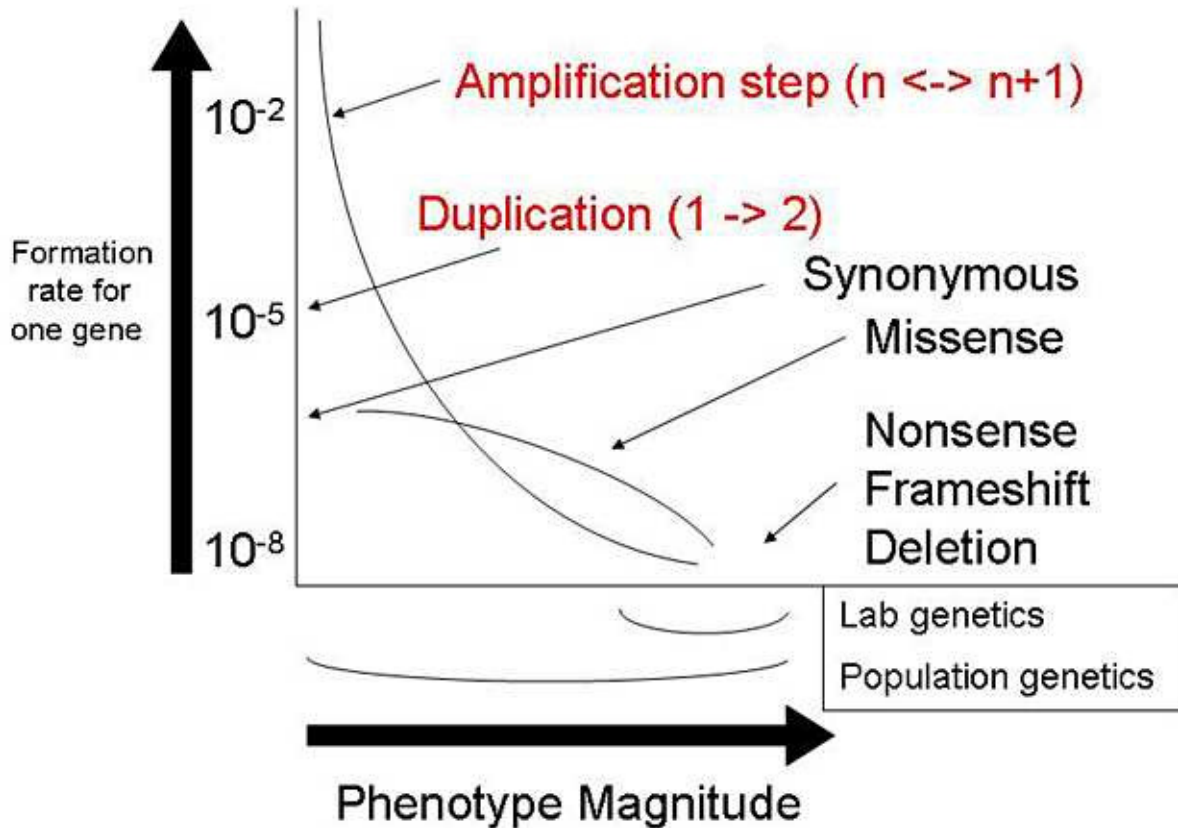 Amplification step (n <-> n+1)
10-2
Duplication (1 -> 2)
Formation
rate for
one gene
Synonymous
10-5
Missense
Nonsense
Frameshift
10-8
Deletion
Lab genetics
Population genetics
Phenotype Magnitude